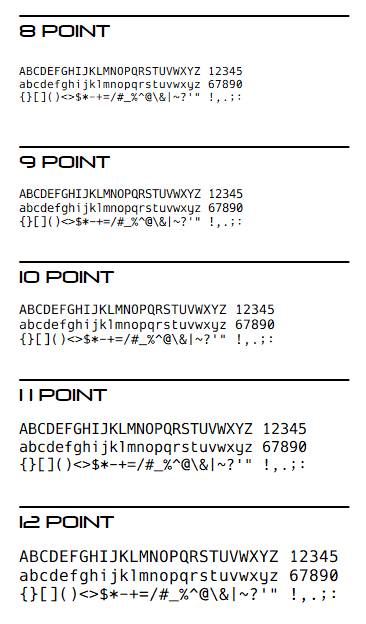 8 POINT
ABCDEFGHIJKLMNOPQRSTUVWXYZ 12345
abcdefghijklmnopqrstuvwxyz 67890
{}[]()<>$*-+=/#_%^@\&|~?'" !,.;:
9 POINT
ABCDEFGHIJKLMNOPQRSTUVWXYZ 12345
abcdefghijklmnopqrstuvwxyz 67890
{}[]()<>$*-+=/#_%^@\&|~?'" !,.;:
10 POINT
ABCDEFGHIJKLMNOPQRSTUVWXYZ 12345
abcdefghijklmnopqrstuvwxyz 67890
{}[]()<>$*-+=/#_%^@\&|~?'" !,.;:
11 POINT
ABCDEFGHIJKLMNOPQRSTUVWXYZ 12345
abcdefghijklmnopqrstuvwxyz 67890
{}[]()<>$*-+=/#_%^@\&|~?'" !,.;:
12 POINT
ABCDEFGHIJKLMNOPQRSTUVWXYZ 12345
abcdefghijklmnopqrstuvwxyz 67890
{}[]()<>$*-+=/#_%^@\&|~?'" !,.;: